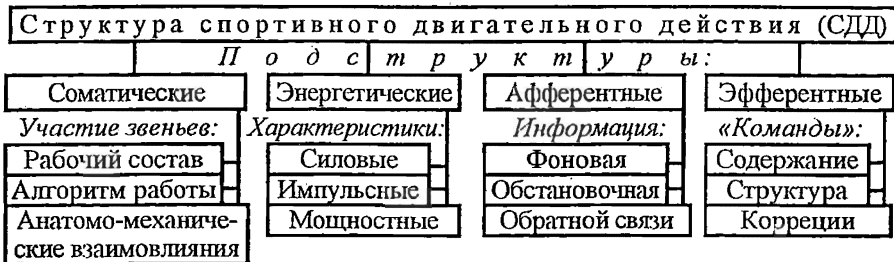 Структура спортивного двигательного действия (СДД)
Подструктуры:
Соматические Энергетические Афферентные Эфферентные
Участие звеньев: Характеристики: Информация: «Команды»:
Рабочий состав Силовые Фоновая Содержание
Алгоритм работы Импульсные Обстановочная Структура
Анатомо-механиче- Мощностные Обратной связи Коррекции
ские взаимовлияния